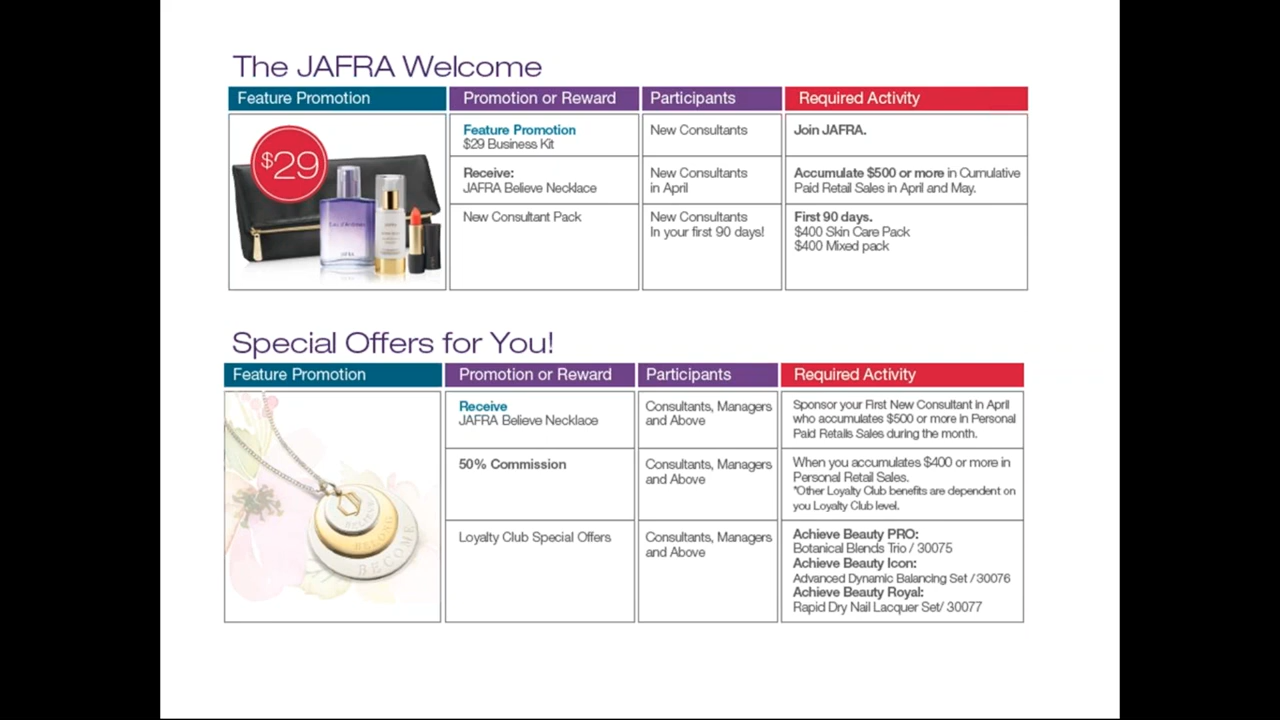 The JAFRA Welcome
Feature Promotion
Promotion or Reward
Participants
Required Activity
$29
JAFRA
Feature Promotion
$29 Business Kit
New Consultants
Join JAFRA.
Receive:
JAFRA Believe Necklace
New Consultants
in April
Accumulate $500 or more in Cumulative
Paid Retail Sales in April and May.
New Consultant Pack
New Consultants
In your first 90 days!
First 90 days.
$400 Skin Care Pack
$400 Mixed pack
Special Offers for You!
Feature Promotion
Promotion or Reward
Participants
Required Activity
BELIEVE
BELONG
BECOME
Receive
JAFRA Believe Necklace
Consultants, Managers
and Above
Sponsor your First New Consultant in April
who accumulates $500 or more in Personal
Paid Retails Sales during the month.
50% Commission
Consultants, Managers
and Above
When you accumulates $400 or more in
Personal Retail Sales.
*Other Loyalty Club benefits are dependent on
you Loyalty Club level.
Loyalty Club Special Offers
Consultants, Managers
and Above
Achieve Beauty PRO:
Botanical Blends Trio / 30075
Achieve Beauty Icon:
Advanced Dynamic Balancing Set / 30076
Achieve Beauty Royal:
Rapid Dry Nail Lacquer Set/ 30077